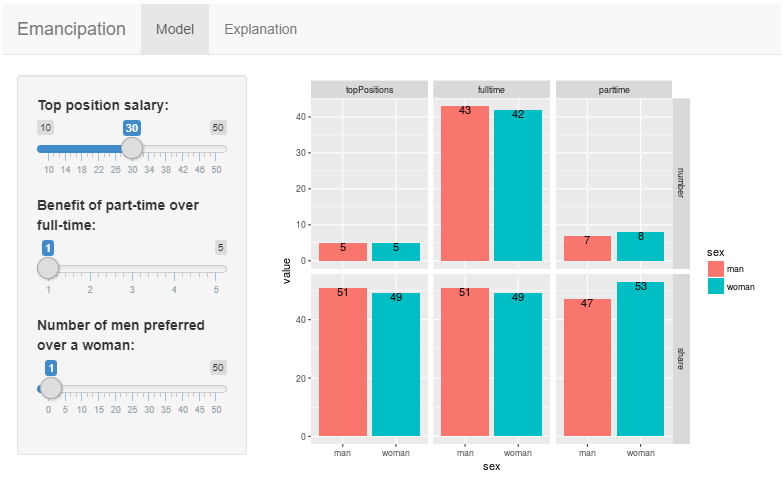 Emancipation Model Explanation
Top position salary:
10 30 50
10 14 18 22 26 30 34 38 42 46 50
Benefit of part-time over
full-time:
1 5
1 2 3 4 5
Number of men preferred
over a woman:
1 50
0 5 10 15 20 25 30 35 40 45 50
topPositions fulltime parttime
40
30
20
10
0
5 5 43 42 7 8
number
value
40
20
0
51 49 51 49 47 53
share
man woman man woman man woman
sex
sex
man
woman